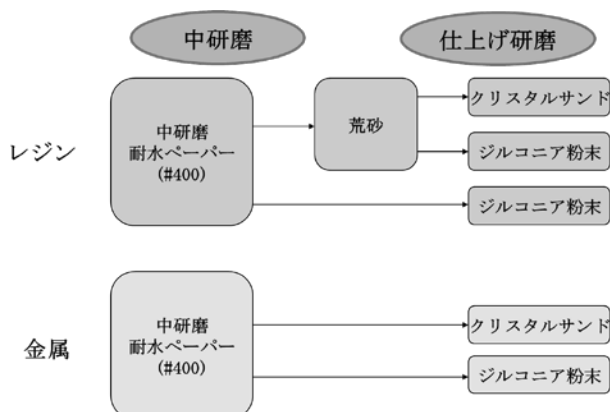 中研磨
仕上げ研磨
レジン
中研磨
耐水ペーパー
(#400)
荒砂
クリスタルサンド
ジルコニア粉末
ジルコニア粉末
金属
中研磨
耐水ペーパー
(#400)
クリスタルサンド
ジルコニア粉末